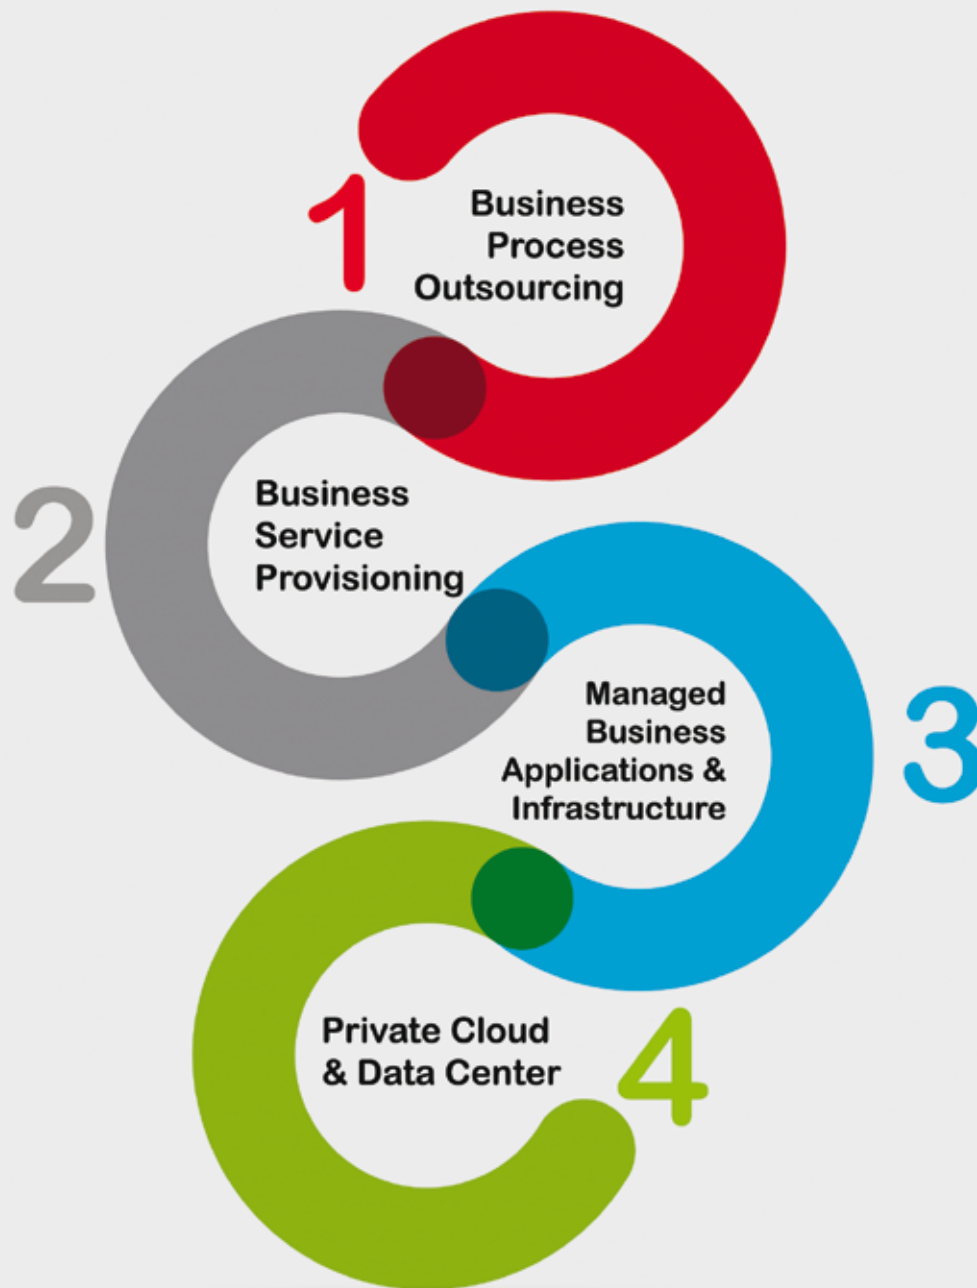 1
Business
Process
Outsourcing
2
Business
Service
Provisioning
3
Managed
Business
Applications &
Infrastructure
4
Private Cloud
& Data Center